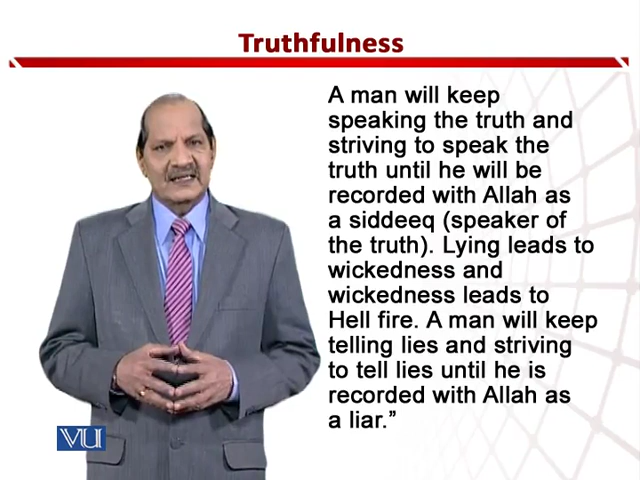 Truthfulness
A man will keep
speaking the truth and
striving to speak the
truth until he will be
recorded with Allah as
a siddeeq (speaker of
the truth). Lying leads to
wickedness and
wickedness leads to
Hell fire. A man will keep
telling lies and striving
to tell lies until he is
recorded with Allah as
a liar.”
VU